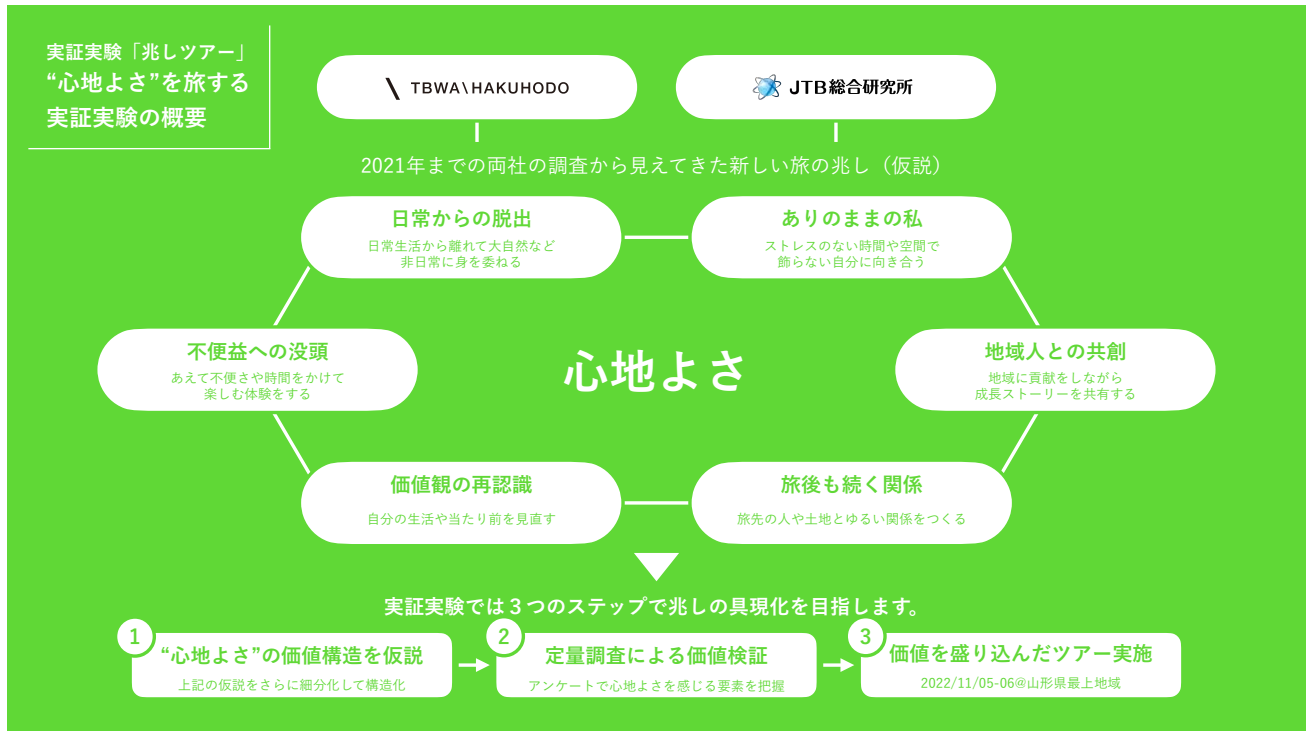 実証実験「兆しツアー」
“心地よさ”を旅する
実証実験の概要
TBWA\HAKUHODO
JTB総合研究所
2021年までの両社の調査から見えてきた新しい旅の兆し（仮説）
日常からの脱出
日常生活から離れて大自然など
非日常に身を委ねる
ありのままの私
ストレスのない時間や空間で
飾らない自分に向き合う
不便益への没頭
あえて不便さや時間をかけて
楽しむ体験をする
心地よさ
地域人との共創
地域に貢献をしながら
成長ストーリーを共有する
価値観の再認識
自分の生活や当たり前を見直す
旅後も続く関係
旅先の人や土地とゆるい関係をつくる
実証実験では３つのステップで兆しの具現化を目指します。
1
“心地よさ”の価値構造を仮説
上記の仮説をさらに細分化して構造化
2
定量調査による価値検証
アンケートで心地よさを感じる要素を把握
3
価値を盛り込んだツアー実施
2022/11/05-06@山形県最上地域